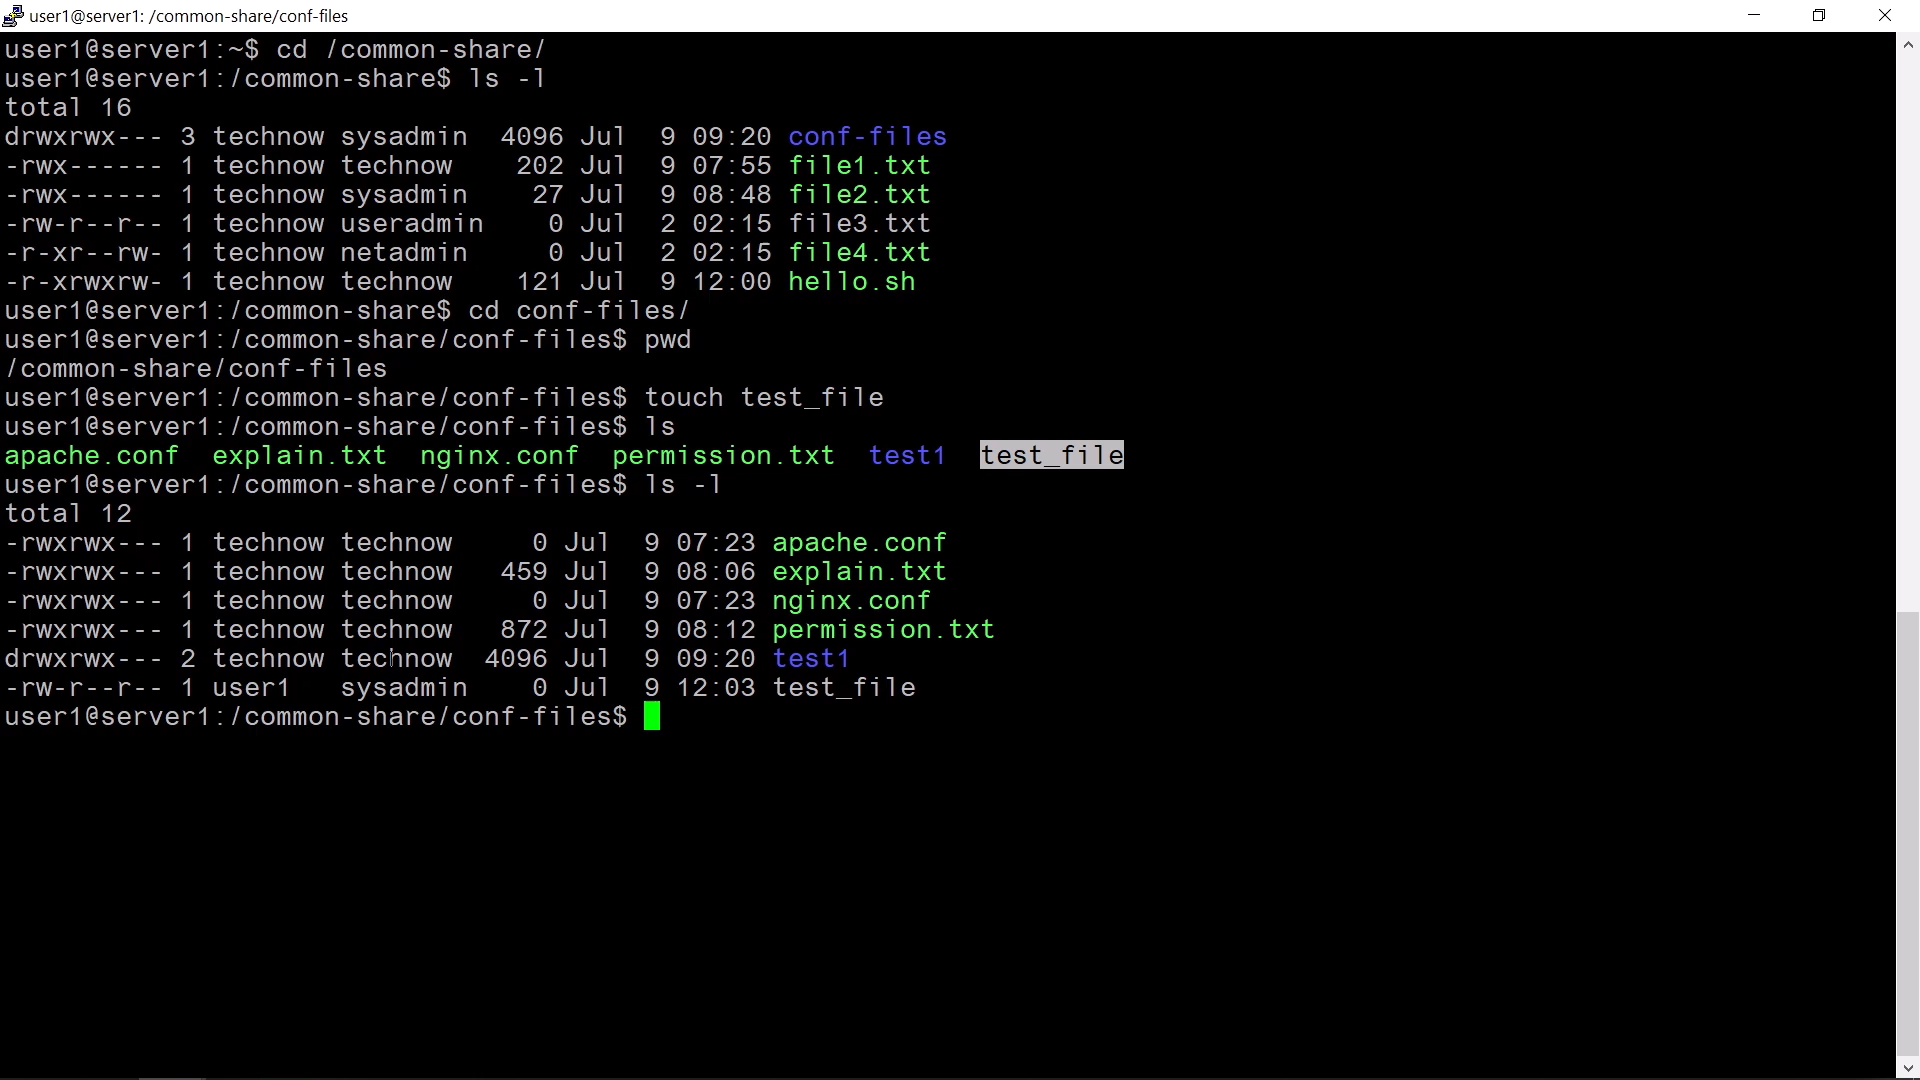 user1@server1: /common-share/conf-files
user1@server1:~$ cd /common-share/
user1@server1:/common-share$ ls -l
total 16
drwxrwx--- 3 technow sysadmin  4096 Jul  9 09:20 conf-files
-rwx------ 1 technow technow    202 Jul  9 07:55 file1.txt
-rwx------ 1 technow sysadmin    27 Jul  9 08:48 file2.txt
-rw-r--r-- 1 technow useradmin    0 Jul  2 02:15 file3.txt
-r-xr--rw- 1 technow netadmin     0 Jul  2 02:15 file4.txt
-r-xrwxrw- 1 technow technow    121 Jul  9 12:00 hello.sh
user1@server1:/common-share$ cd conf-files/
user1@server1:/common-share/conf-files$ pwd
/common-share/conf-files
user1@server1:/common-share/conf-files$ touch test_file
user1@server1:/common-share/conf-files$ ls
apache.conf  explain.txt  nginx.conf  permission.txt  test1  test_file
user1@server1:/common-share/conf-files$ ls -l
total 12
-rwxrwx--- 1 technow technow     0 Jul  9 07:23 apache.conf
-rwxrwx--- 1 technow technow   459 Jul  9 08:06 explain.txt
-rwxrwx--- 1 technow technow     0 Jul  9 07:23 nginx.conf
-rwxrwx--- 1 technow technow   872 Jul  9 08:12 permission.txt
drwxrwx--- 2 technow technow  4096 Jul  9 09:20 test1
-rw-r--r-- 1 user1   sysadmin    0 Jul  9 12:03 test_file
user1@server1:/common-share/conf-files$